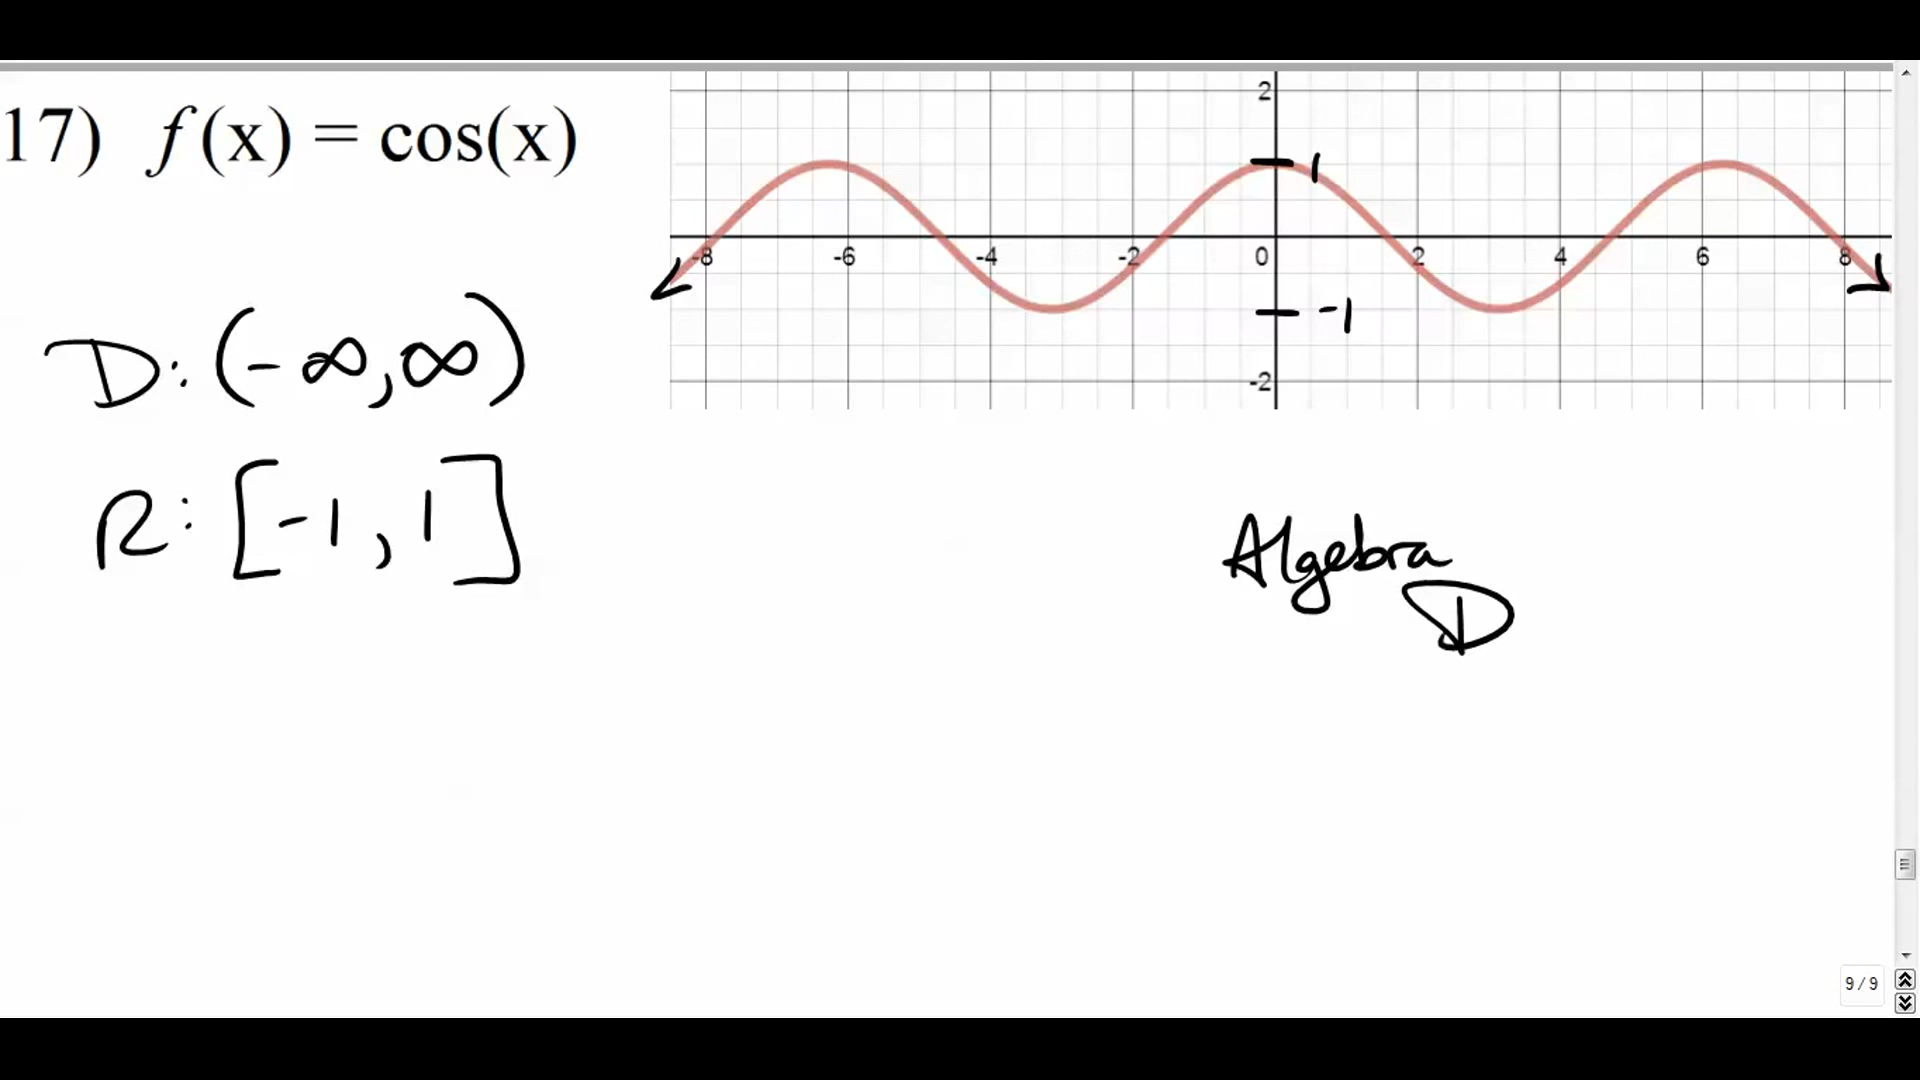 17) f(x) = cos(x)
2
1
-8 -6 -4 -2 0 2 4 6 8
-1
-2
D: (-∞,∞)
R: [-1, 1]
Algebra
D
9 / 9